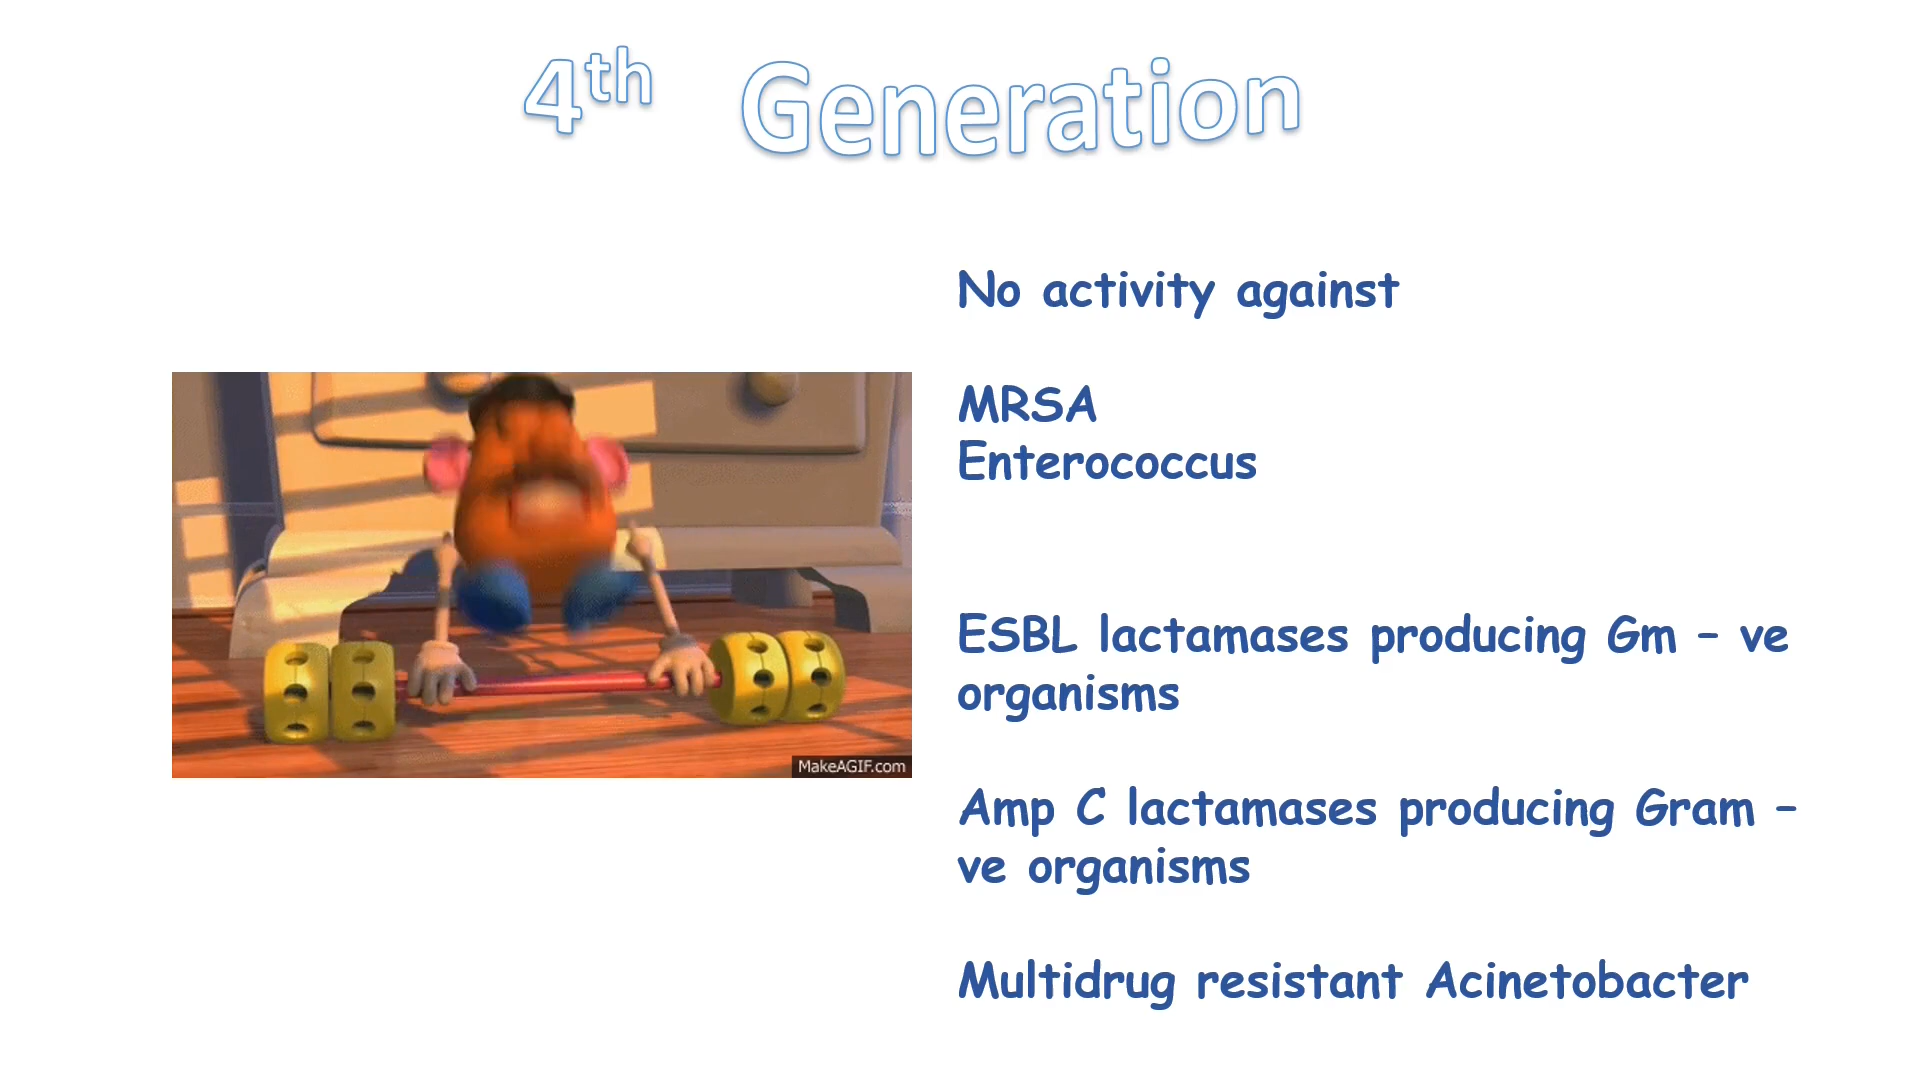 4th Generation
No activity against
MRSA
Enterococcus
ESBL lactamases producing Gm – ve
organisms
Amp C lactamases producing Gram –
ve organisms
Multidrug resistant Acinetobacter
MakeAGIF.com